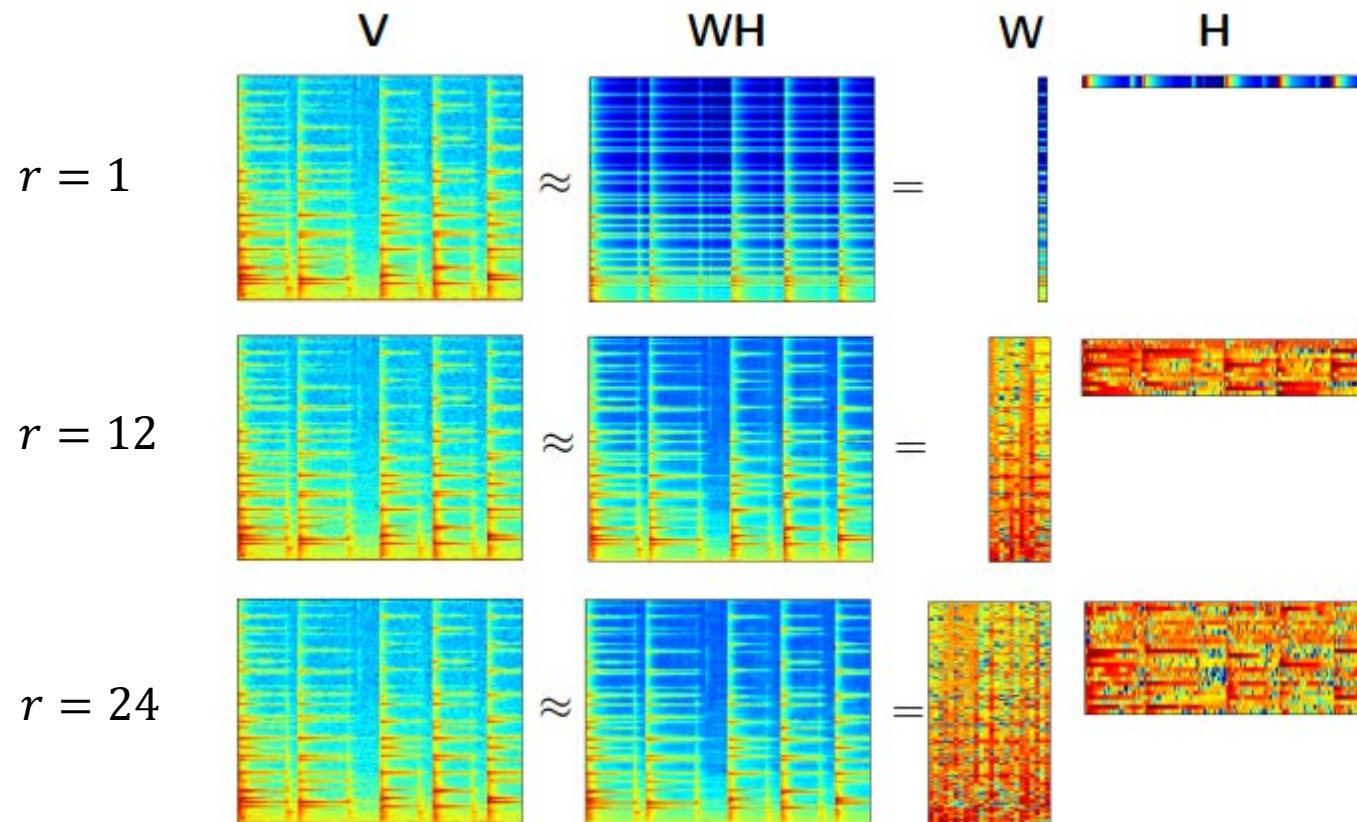 V WH W H
r = 1 ≈ =
r = 12 ≈ =
r = 24 ≈ =